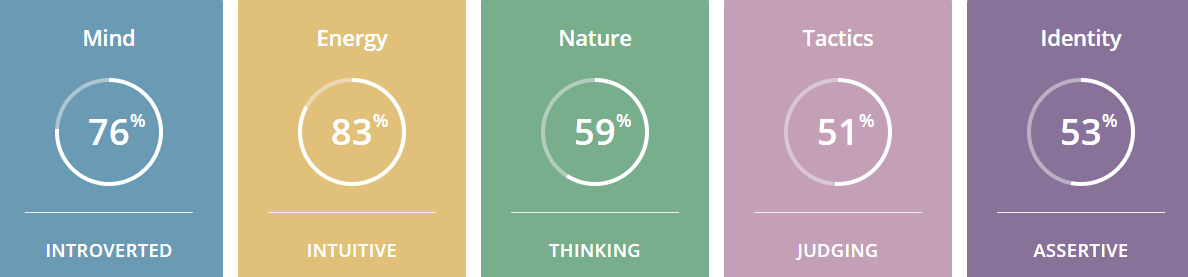 Mind
76%
INTROVERTED
Energy
83%
INTUITIVE
Nature
59%
THINKING
Tactics
51%
JUDGING
Identity
53%
ASSERTIVE